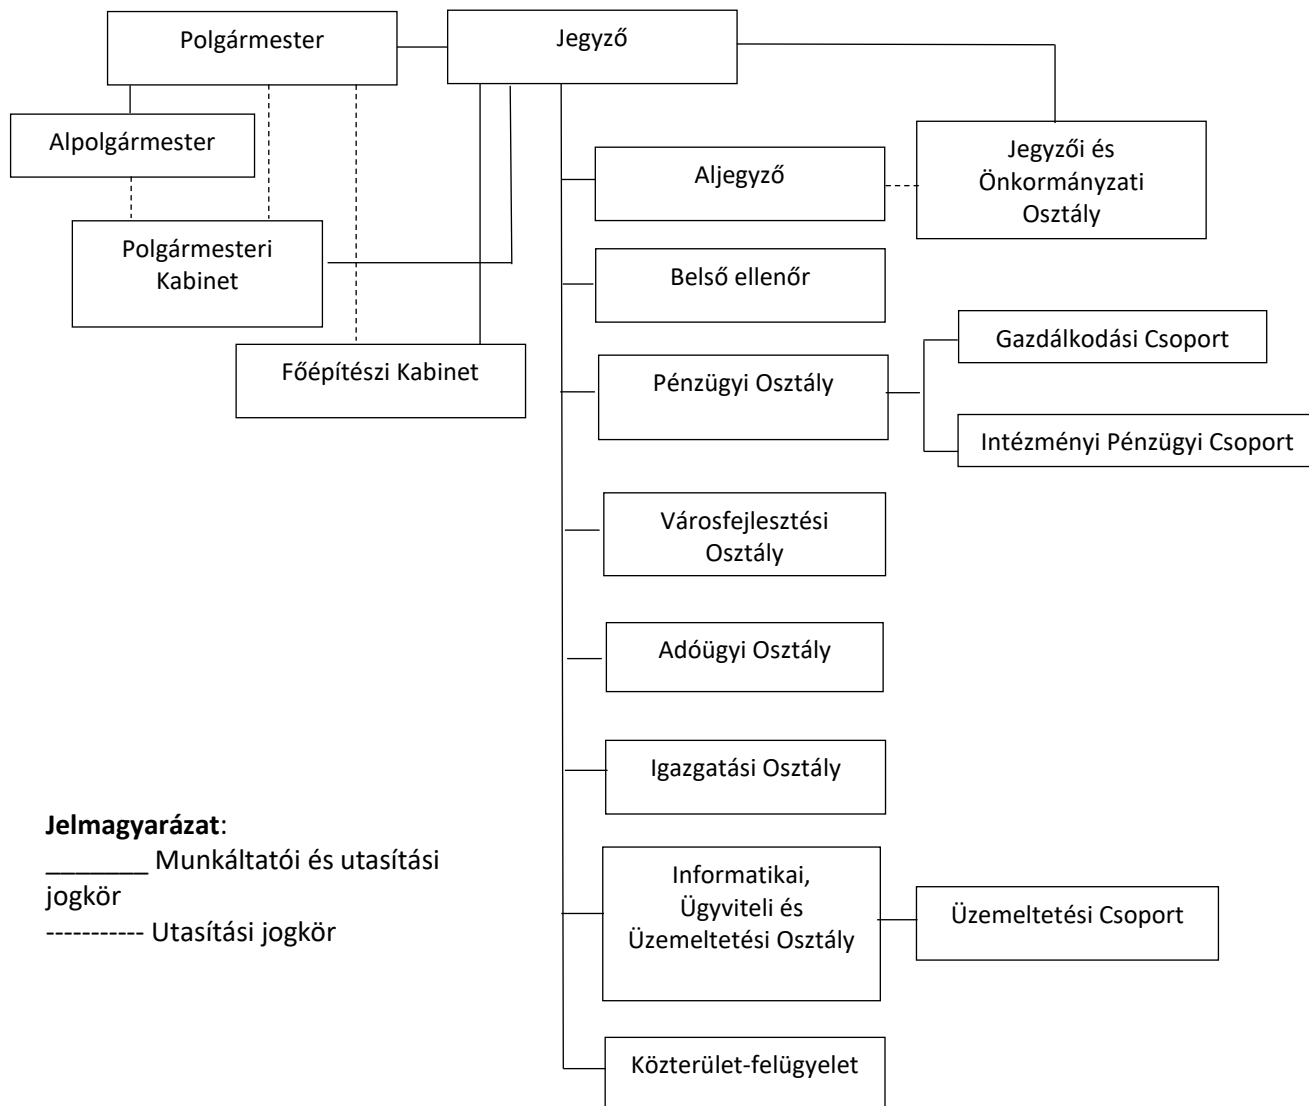 Polgármester
Jegyző
Alpolgármester
Aljegyző
Jegyzői és
Önkormányzati
Osztály
Polgármesteri
Kabinet
Belső ellenőr
Gazdálkodási Csoport
Főépítészi Kabinet
Pénzügyi Osztály
Intézményi Pénzügyi Csoport
Városfejlesztési
Osztály
Adóügyi Osztály
Igazgatási Osztály
Jelmagyarázat:
_______ Munkáltatói és utasítási
jogkör
----------- Utasítási jogkör
Informatikai,
Ügyviteli és
Üzemeltetési Osztály
Üzemeltetési Csoport
Közterület-felügyelet